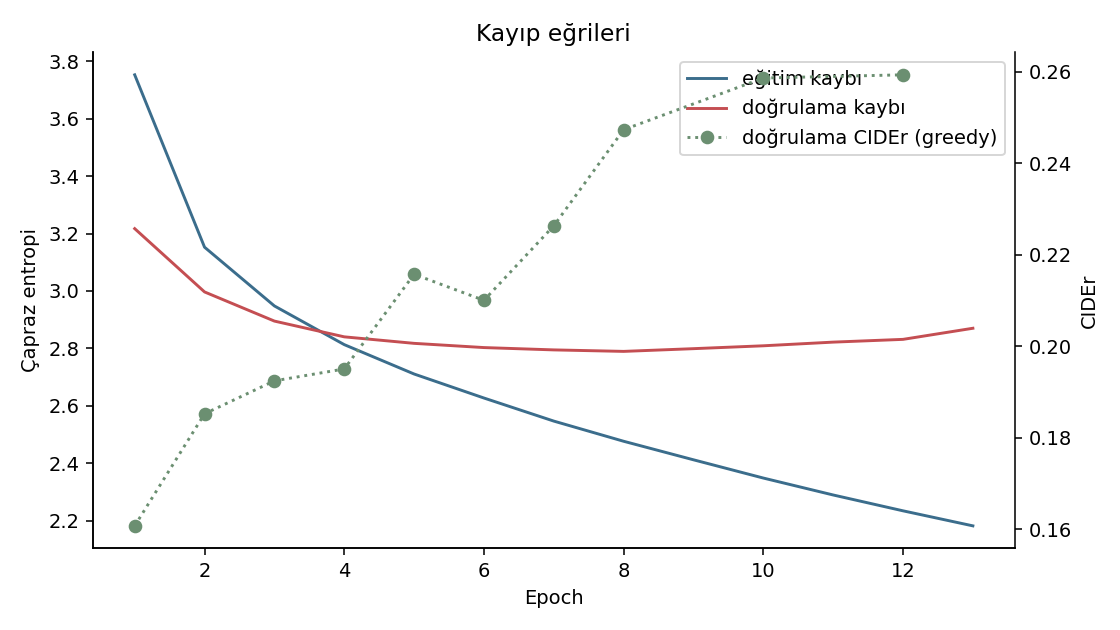 Kayıp eğrileri
eğitim kaybı
doğrulama kaybı
doğrulama CIDEr (greedy)
Çapraz entropi
3.8
3.6
3.4
3.2
3.0
2.8
2.6
2.4
2.2
0.26
0.24
0.22
0.20
0.18
0.16
CIDEr
2 4 6 8 10 12
Epoch